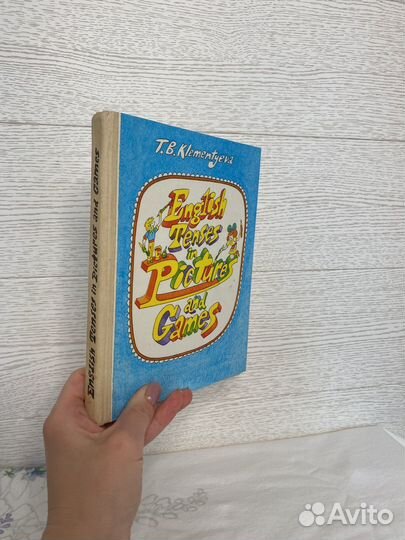 T.B. Klementyeva
English
Tenses
in
Pictures
and
Games
English Tenses in Pictures and Games
Avito